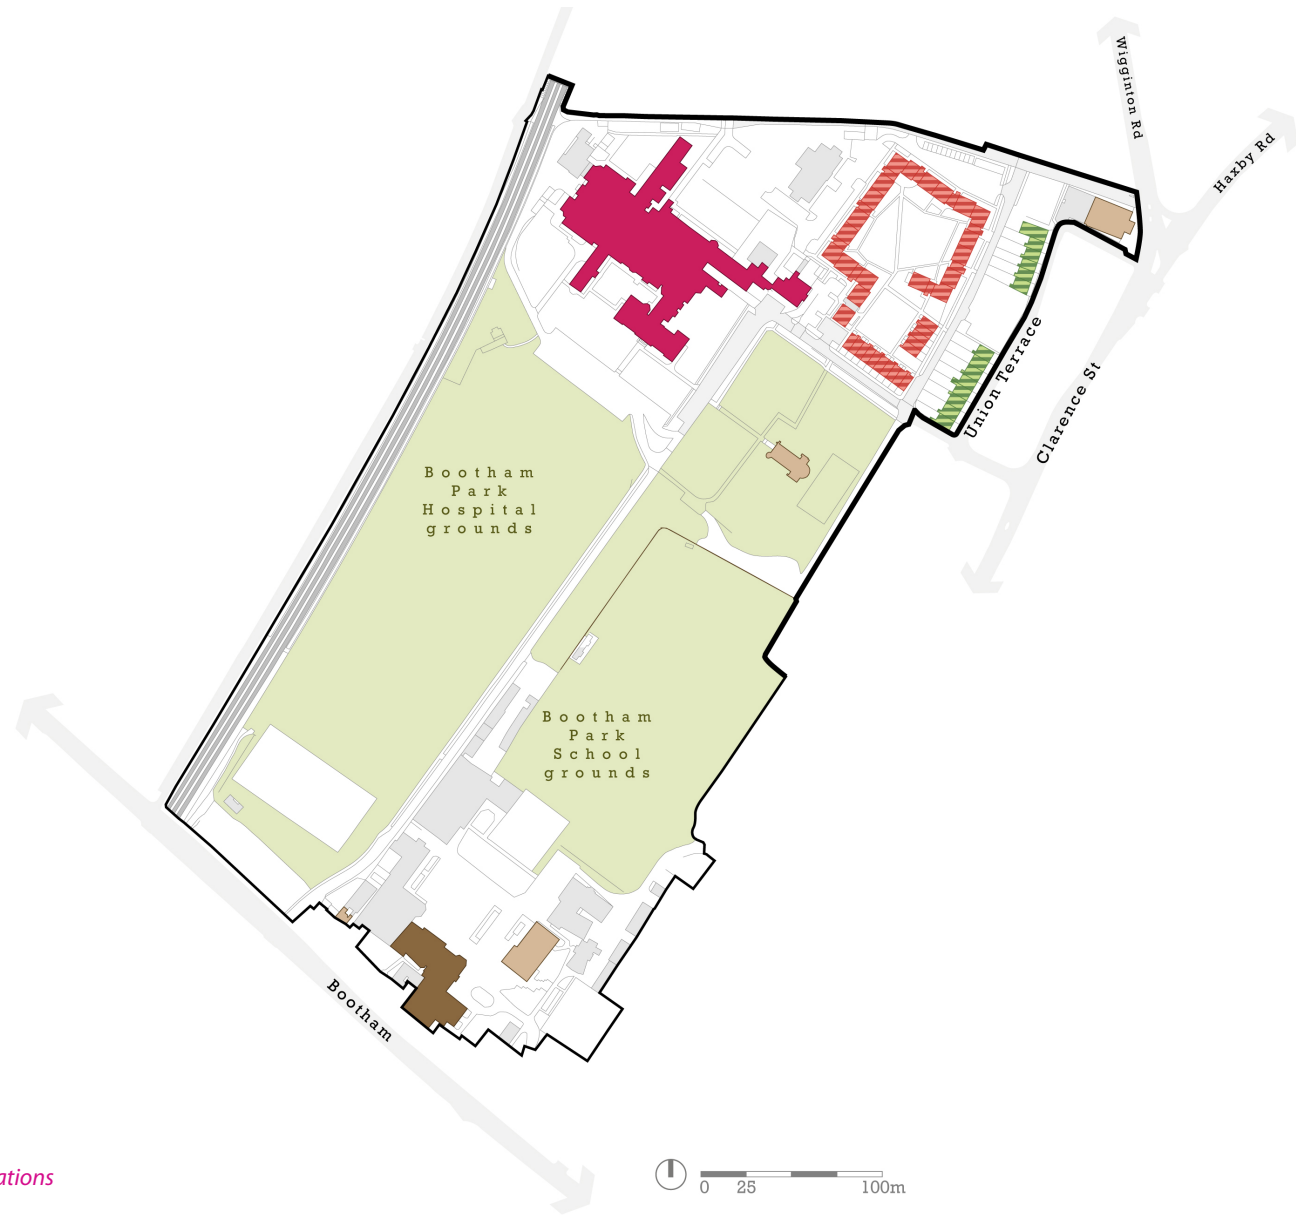 Wigginton Rd
Haxby Rd
Union Terrace
Clarence St
Bootham
Park
Hospital
grounds
Bootham
Park
School
grounds
Bootham
ations
0 25 100m